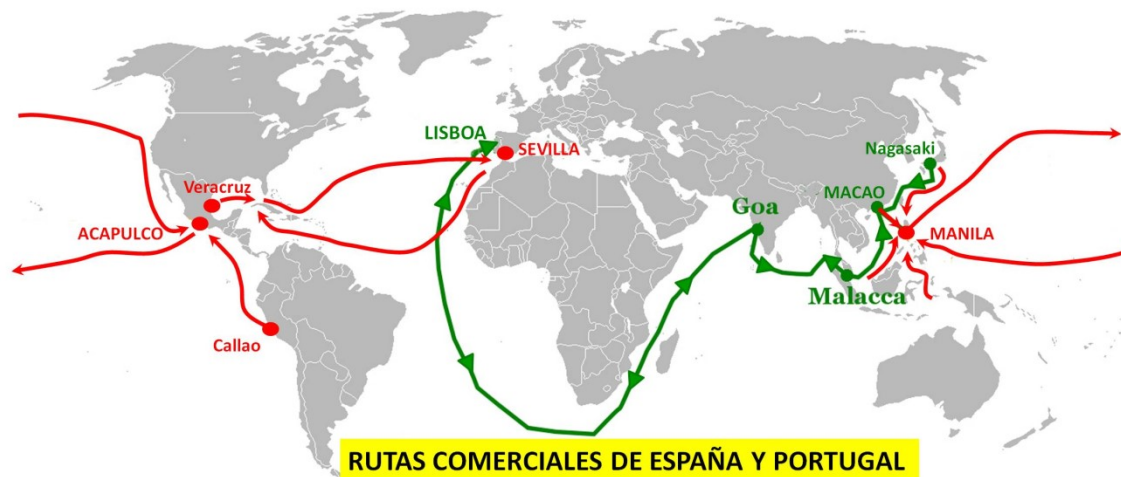 LISBOA
SEVILLA
Nagasaki
Veracruz
MACAO
Goa
ACAPULCO
MANILA
Malacca
Callao
RUTAS COMERCIALES DE ESPAÑA Y PORTUGAL